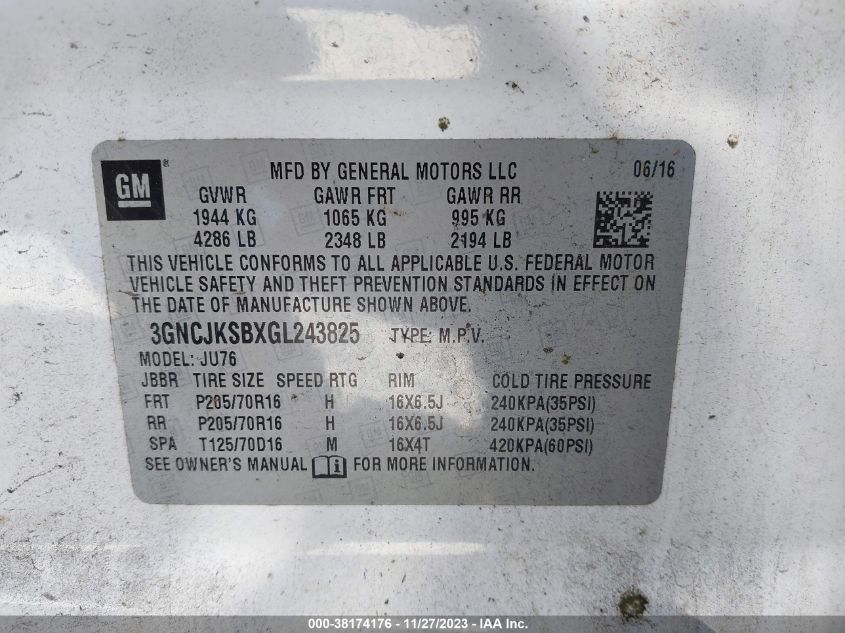 GM ®
MFD BY GENERAL MOTORS LLC 06/16
GVWR GAWR FRT GAWR RR
1944 KG 1065 KG 995 KG
4286 LB 2348 LB 2194 LB
THIS VEHICLE CONFORMS TO ALL APPLICABLE U.S. FEDERAL MOTOR
VEHICLE SAFETY AND THEFT PREVENTION STANDARDS IN EFFECT ON
THE DATE OF MANUFACTURE SHOWN ABOVE.
3GNCJKSBXGL243825 TYPE: M.P.V.
MODEL: JU76
JBBR TIRE SIZE SPEED RTG RIM COLD TIRE PRESSURE
FRT P205/70R16 H 16X6.5J 240KPA(35PSI)
RR P205/70R16 H 16X6.5J 240KPA(35PSI)
SPA T125/70D16 M 16X4T 420KPA(60PSI)
SEE OWNER'S MANUAL FOR MORE INFORMATION.
000-38174176 - 11/27/2023 - IAAI.com